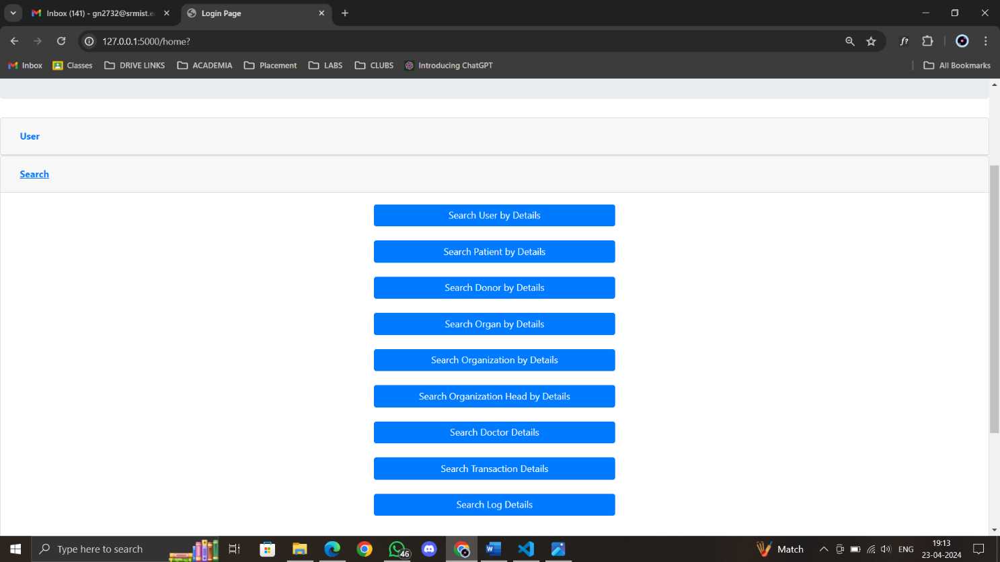 Inbox (141) - gn2732@srmist.e
Login Page
127.0.0.1:5000/home?
f?
Inbox
Classes
DRIVE LINKS
ACADEMIA
Placement
LABS
CLUBS
Introducing ChatGPT
All Bookmarks
User
Search
Search User by Details
Search Patient by Details
Search Donor by Details
Search Organ by Details
Search Organization by Details
Search Organization Head by Details
Search Doctor Details
Search Transaction Details
Search Log Details
Type here to search
46
Match
ENG
19:13
23-04-2024